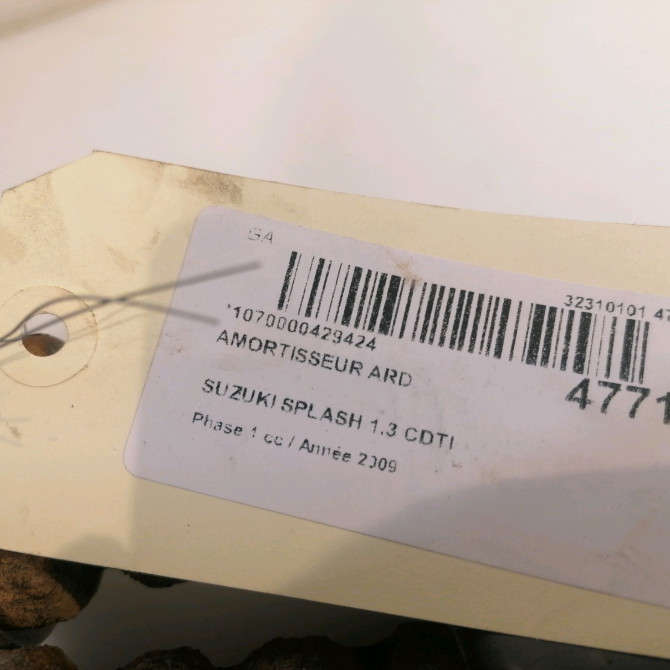 GA
32310101 47
*1070000429424
AMORTISSEUR ARD
4771
SUZUKI SPLASH 1.3 CDTI
Phase 1 cc / Année 2009